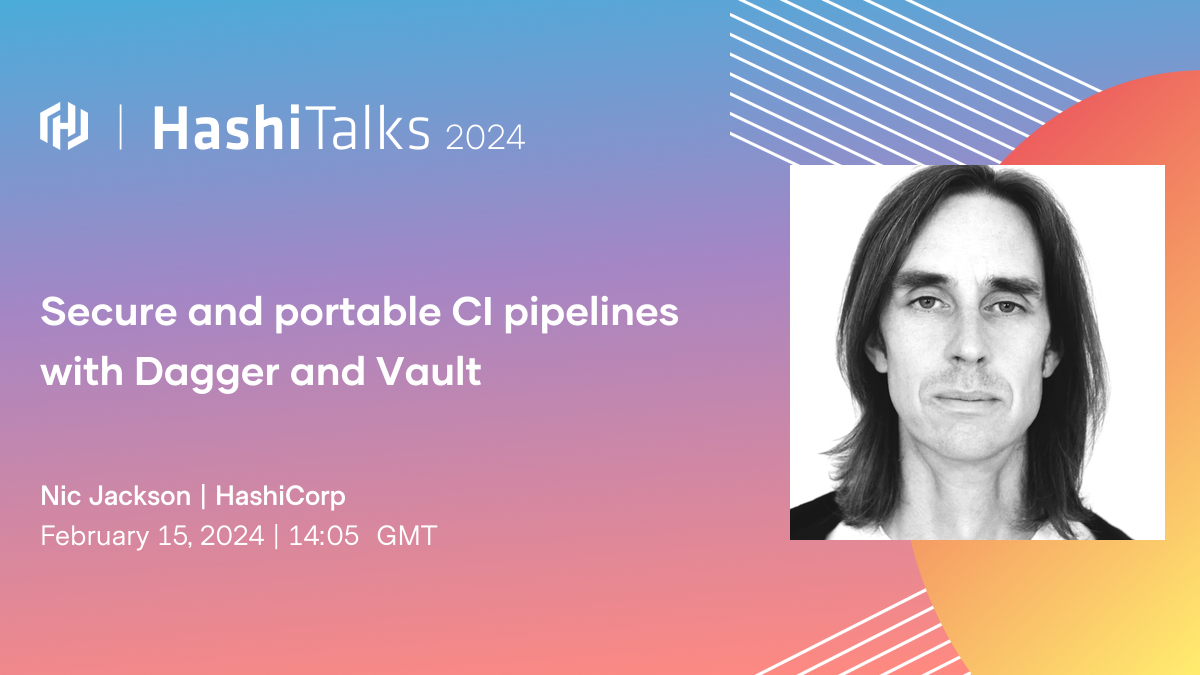 HashiTalks 2024
Secure and portable CI pipelines
with Dagger and Vault
Nic Jackson | HashiCorp
February 15, 2024 | 14:05 GMT